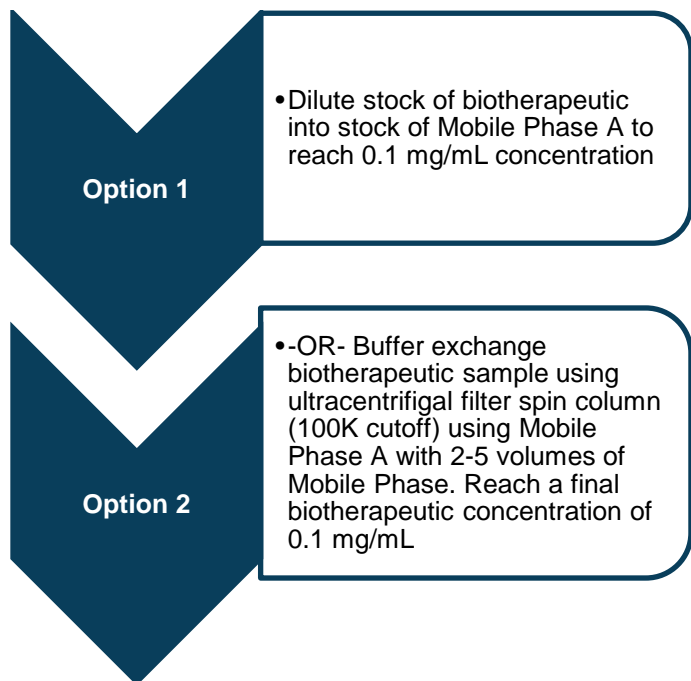 Option 1
•Dilute stock of biotherapeutic
into stock of Mobile Phase A to
reach 0.1 mg/mL concentration
Option 2
•-OR- Buffer exchange
biotherapeutic sample using
ultracentrifigal filter spin column
(100K cutoff) using Mobile
Phase A with 2-5 volumes of
Mobile Phase. Reach a final
biotherapeutic concentration of
0.1 mg/mL